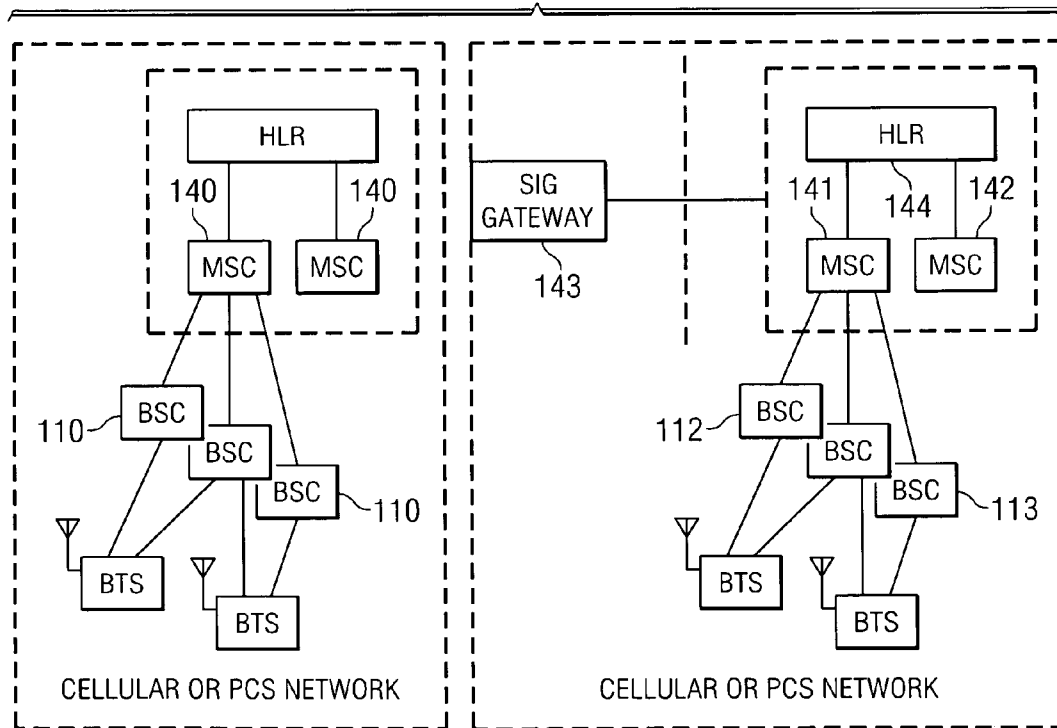 HLR
140
140
MSC
MSC
110
BSC
BSC
BSC
110
BTS
BTS
CELLULAR OR PCS NETWORK
SIG
GATEWAY
143
HLR
141
144
142
MSC
MSC
112
BSC
BSC
BSC
113
BTS
BTS
CELLULAR OR PCS NETWORK